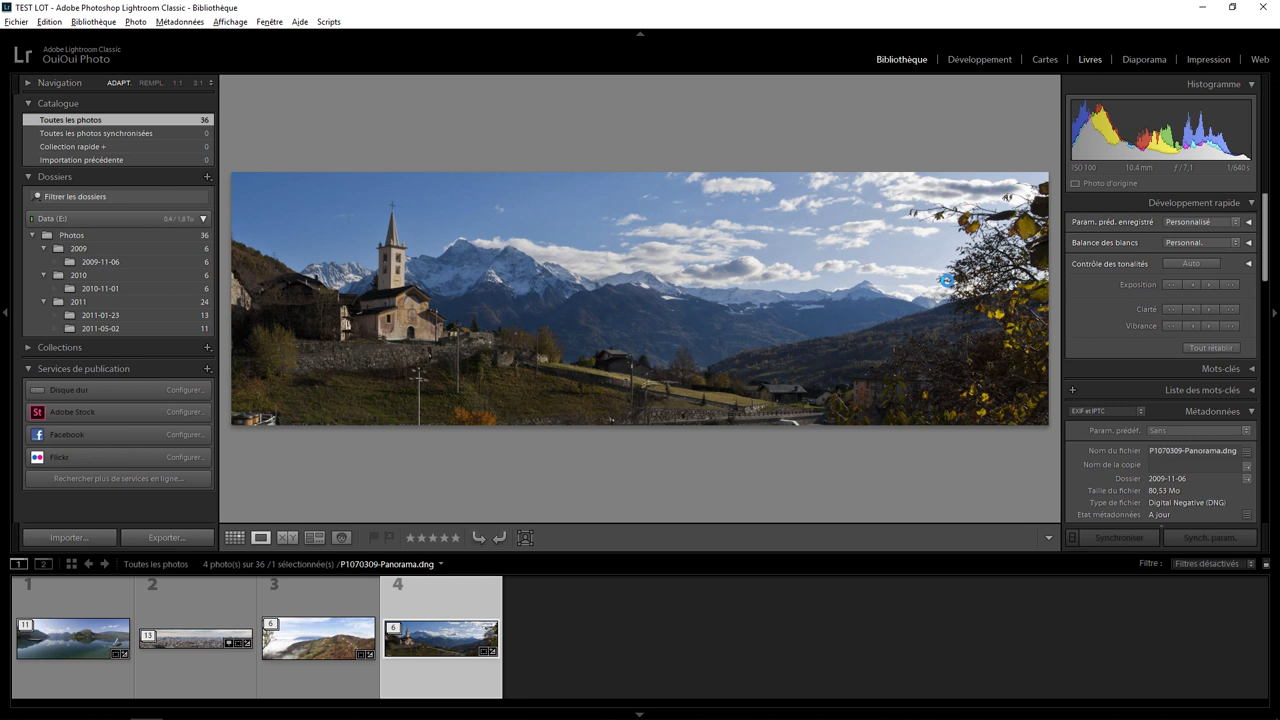 TEST LOT - Adobe Photoshop Lightroom Classic - Bibliothèque
Fichier Edition Bibliothèque Photo Métadonnées Affichage Fenêtre Aide Scripts
Lr Adobe Lightroom Classic
OuiOui Photo
Bibliothèque | Développement | Cartes | Livres | Diaporama | Impression | Web
Navigation ADAPT. REMPL. 1:1 3:1
Catalogue
Toutes les photos 36
Toutes les photos synchronisées 0
Collection rapide + 0
Importation précédente 0
Dossiers +
Filtrer les dossiers
Data (E:) 0,4 / 1,8 To
Photos 36
2009 6
2009-11-06 6
2010 6
2010-11-01 6
2011 24
2011-01-23 13
2011-05-02 11
Collections +
Services de publication +
Disque dur Configurer...
St Adobe Stock Configurer...
Facebook Configurer...
Flickr Configurer...
Rechercher plus de services en ligne...
Importer... Exporter...
XY
Histogramme
ISO 100 10.4 mm ƒ / 7,1 1/640 s
Photo d'origine
Développement rapide
Param. préd. enregistré Personnalisé
Balance des blancs Personnal.
Contrôle des tonalités Auto
Exposition
Clarté
Vibrance
Tout rétablir
Mots-clés
+ Liste des mots-clés
EXIF et IPTC Métadonnées
Param. prédéf. Sans
Nom du fichier P1070309-Panorama.dng
Nom de la copie
Dossier 2009-11-06
Taille du fichier 80,53 Mo
Type de fichier Digital Negative (DNG)
Etat métadonnées A jour
Synchroniser Synch. param.
1 2 Toutes les photos 4 photo(s) sur 36 /1 sélectionnée(s) /P1070309-Panorama.dng
Filtre : Filtres désactivés
1 2 3 4
11 13 6 6